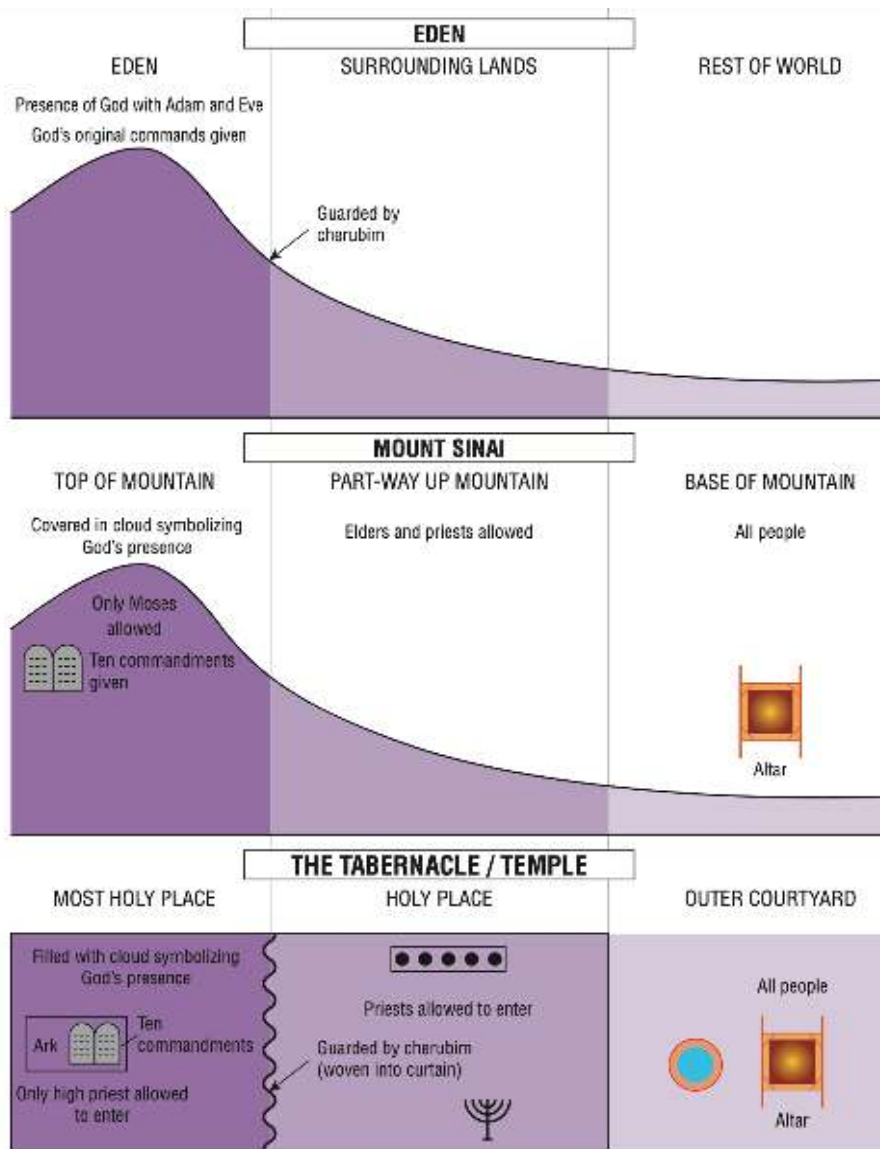 EDEN
EDEN
SURROUNDING LANDS
REST OF WORLD
Presence of God with Adam and Eve
God's original commands given
Guarded by
cherubim
MOUNT SINAI
TOP OF MOUNTAIN
PART-WAY UP MOUNTAIN
BASE OF MOUNTAIN
Covered in cloud symbolizing
God's presence
Elders and priests allowed
All people
Only Moses
allowed
Ten commandments
given
Altar
THE TABERNACLE / TEMPLE
MOST HOLY PLACE
HOLY PLACE
OUTER COURTYARD
Filled with cloud symbolizing
God's presence
Ark
Ten
commandments
Only high priest allowed
to enter
Priests allowed to enter
Guarded by cherubim
(woven into curtain)
All people
Altar